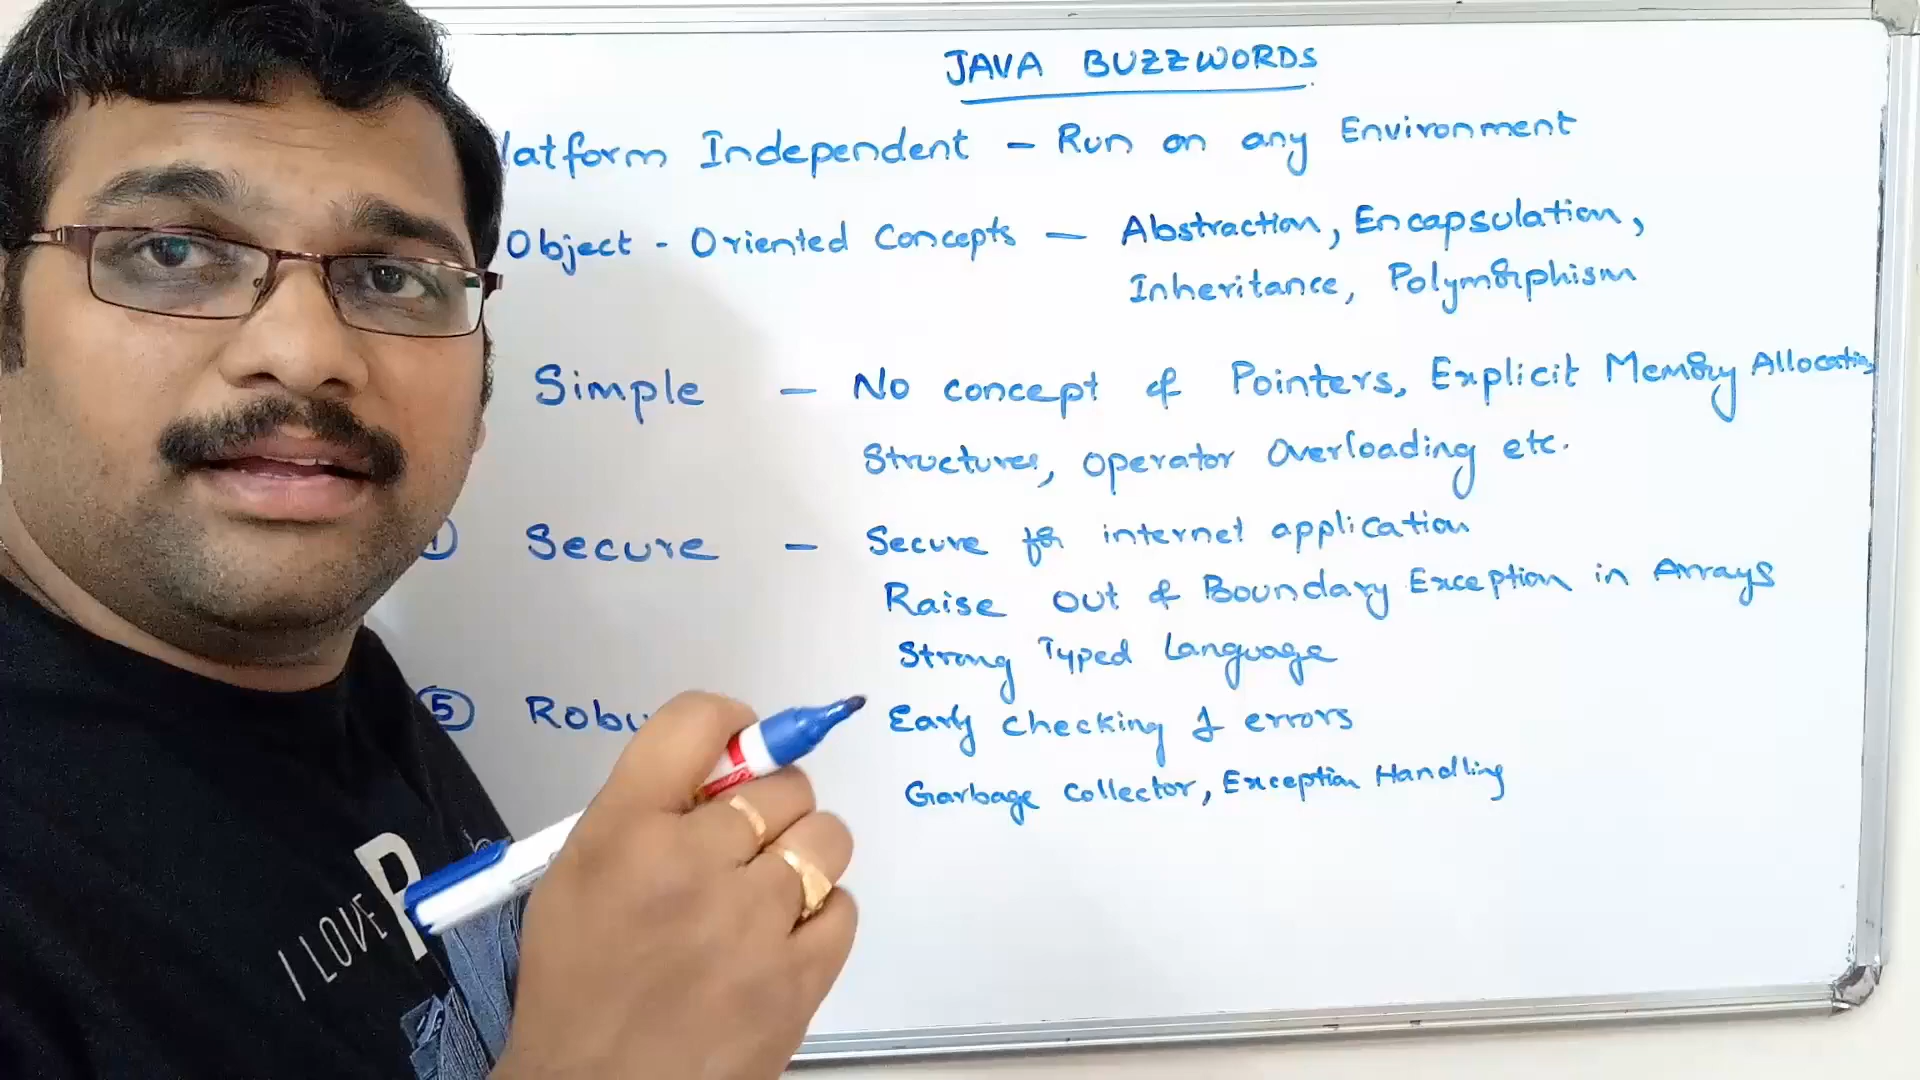 JAVA BUZZWORDS
latform Independent - Run on any Environment
Object - Oriented Concepts - Abstraction, Encapsulation,
Inheritance, Polymorphism
Simple - No concept of Pointers, Explicit Memory Allocation
Structures, Operator Overloading etc.
Secure - Secure for internet application
Raise Out of Boundary Exception in Arrays
Strong Typed Language
5 Robu Early checking of errors
Garbage Collector, Exception Handling
I LOVE